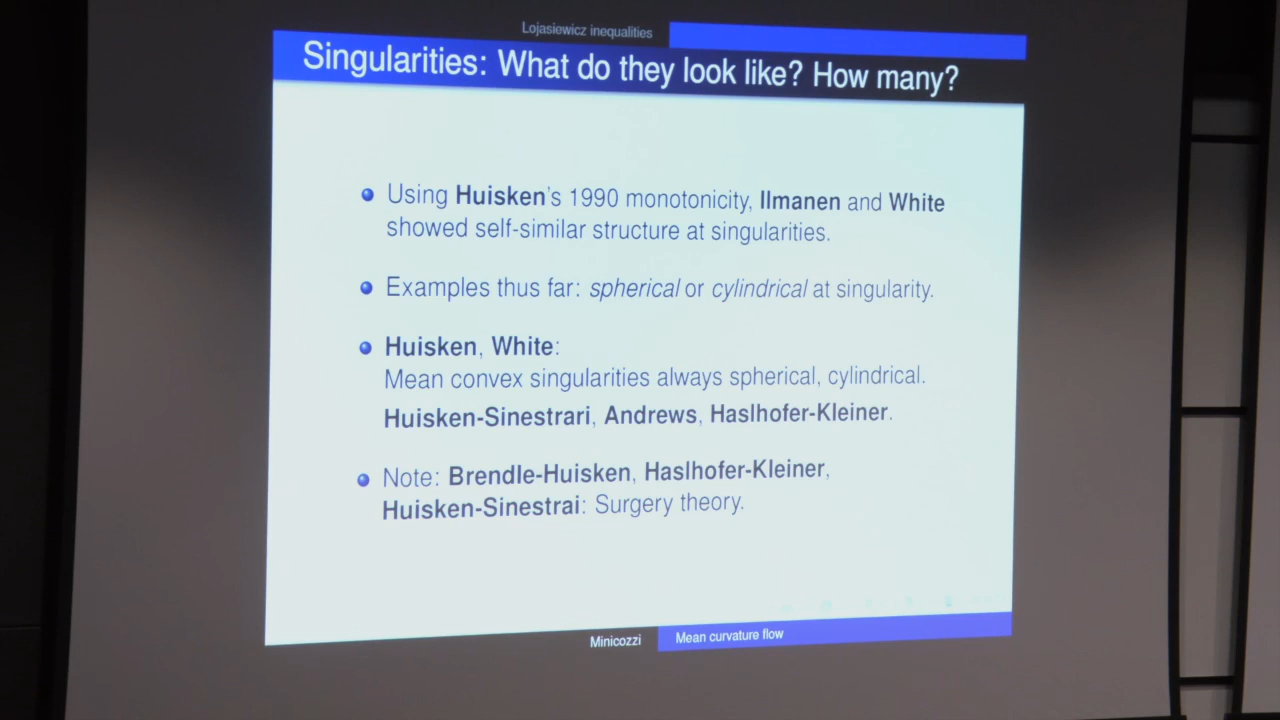 Lojasiewicz inequalities
Singularities: What do they look like? How many?
Using Huisken's 1990 monotonicity, Ilmanen and White
showed self-similar structure at singularities.
Examples thus far: spherical or cylindrical at singularity.
Huisken, White:
Mean convex singularities always spherical, cylindrical.
Huisken-Sinestrari, Andrews, Haslhofer-Kleiner.
Note: Brendle-Huisken, Haslhofer-Kleiner,
Huisken-Sinestrai: Surgery theory.
Minicozzi
Mean curvature flow